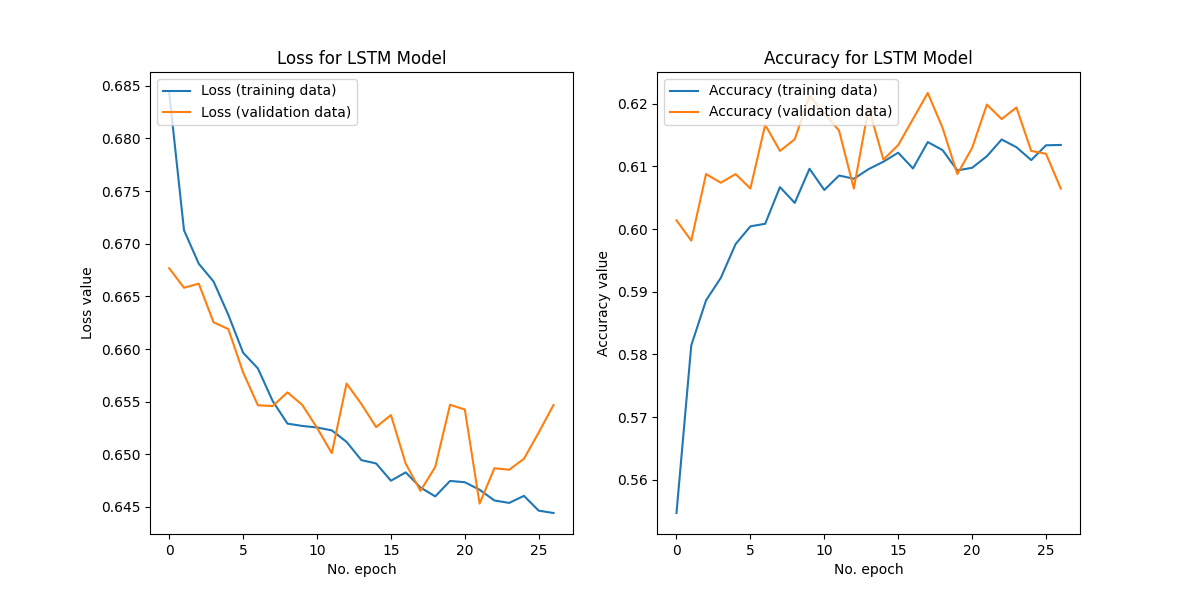 Loss for LSTM Model
Loss (training data)
Loss (validation data)
0.685
0.680
0.675
0.670
0.665
0.660
0.655
0.650
0.645
Loss value
0 5 10 15 20 25
No. epoch
Accuracy for LSTM Model
Accuracy (training data)
Accuracy (validation data)
0.62
0.61
0.60
0.59
0.58
0.57
0.56
Accuracy value
0 5 10 15 20 25
No. epoch